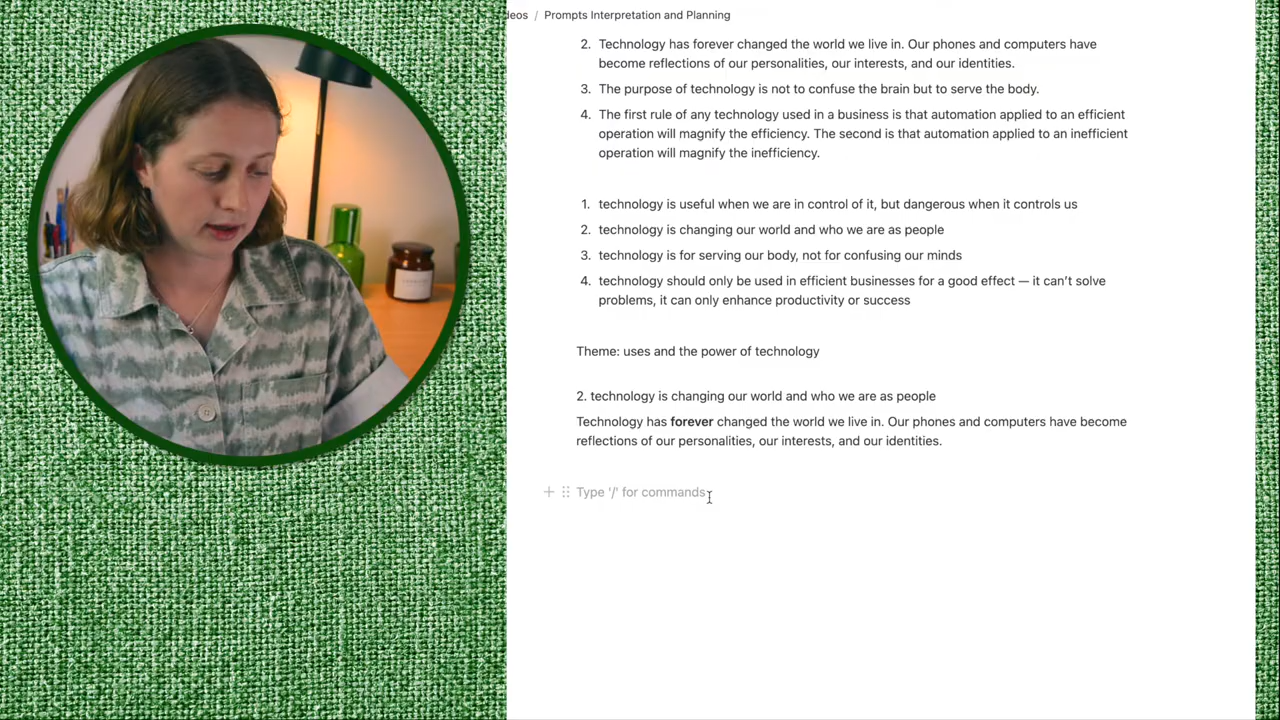 / Prompts Interpretation and Planning
2. Technology has forever changed the world we live in. Our phones and computers have
become reflections of our personalities, our interests, and our identities.
3. The purpose of technology is not to confuse the brain but to serve the body.
4. The first rule of any technology used in a business is that automation applied to an efficient
operation will magnify the efficiency. The second is that automation applied to an inefficient
operation will magnify the inefficiency.
1. technology is useful when we are in control of it, but dangerous when it controls us
2. technology is changing our world and who we are as people
3. technology is for serving our body, not for confusing our minds
4. technology should only be used in efficient businesses for a good effect — it can’t solve
problems, it can only enhance productivity or success
Theme: uses and the power of technology
2. technology is changing our world and who we are as people
Technology has forever changed the world we live in. Our phones and computers have become
reflections of our personalities, our interests, and our identities.
Type '/' for commands